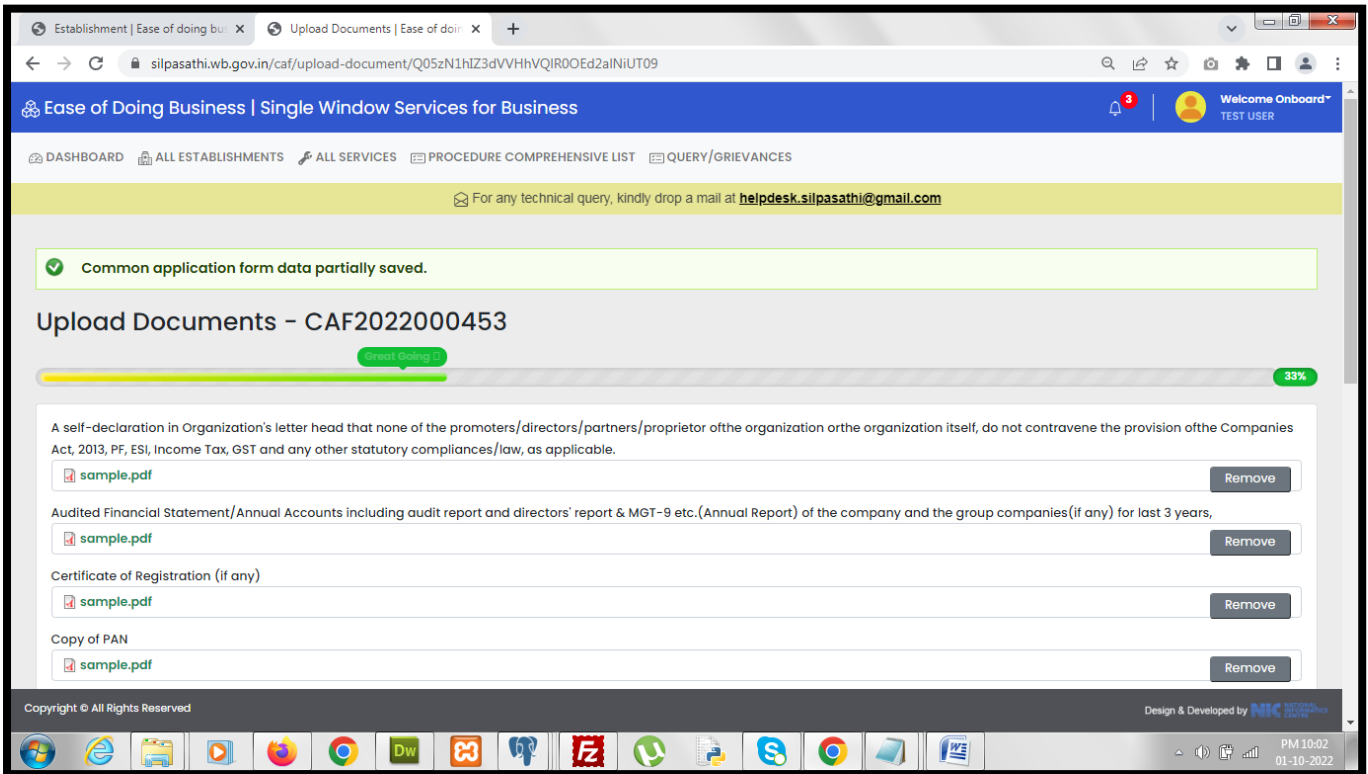 Establishment | Ease of doing bus
Upload Documents | Ease of doin
silpasathi.wb.gov.in/caf/upload-document/Q05zN1hIZ3dVVHhVQlR0OEd2alNiUT09
Ease of Doing Business | Single Window Services for Business
3
Welcome Onboard
TEST USER
DASHBOARD ALL ESTABLISHMENTS ALL SERVICES PROCEDURE COMPREHENSIVE LIST QUERY/GRIEVANCES
For any technical query, kindly drop a mail at helpdesk.silpasathi@gmail.com
Common application form data partially saved.
Upload Documents - CAF2022000453
Great Going
33%
A self-declaration in Organization's letter head that none of the promoters/directors/partners/proprietor ofthe organization orthe organization itself, do not contravene the provision ofthe Companies
Act, 2013, PF, ESI, Income Tax, GST and any other statutory compliances/law, as applicable.
sample.pdf Remove
Audited Financial Statement/Annual Accounts including audit report and directors' report & MGT-9 etc.(Annual Report) of the company and the group companies(if any) for last 3 years,
sample.pdf Remove
Certificate of Registration (if any)
sample.pdf Remove
Copy of PAN
sample.pdf Remove
Copyright © All Rights Reserved
Design & Developed by NIC NATIONAL INFORMATICS CENTRE
Dw
PM 10:02
01-10-2022